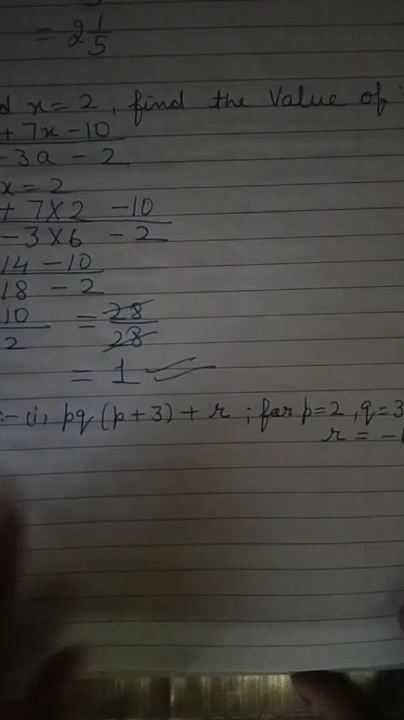 = 2 1/5
x = 2, find the Value of
+ 7x - 10
- 3a - 2
x = 2
+ 7 X 2 - 10
- 3 X 6 - 2
14 - 10
18 - 2
10 = 28
2 28
= 1
:- (i) pq (p + 3) + r ; for p = 2, q = 3
r = -1